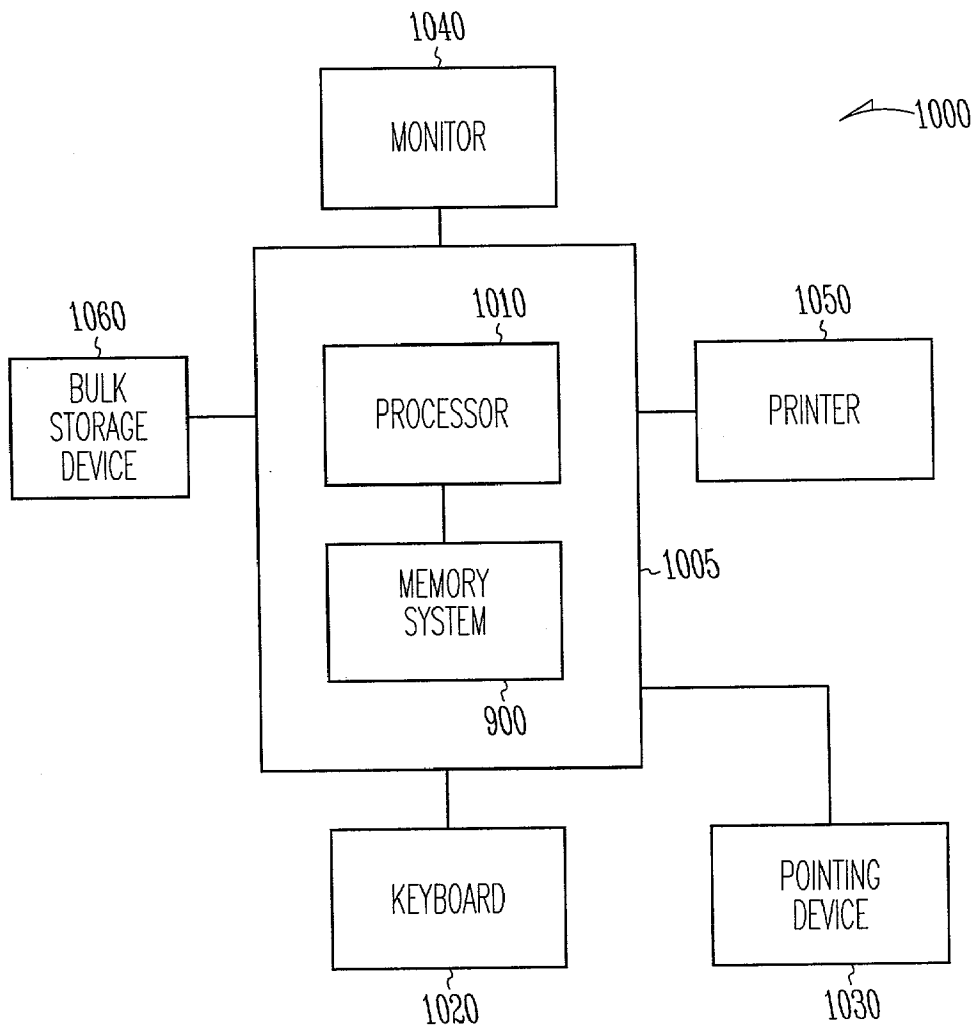 1040
MONITOR
1000
1060
BULK
STORAGE
DEVICE
1010
PROCESSOR
1050
PRINTER
MEMORY
SYSTEM
900
1005
KEYBOARD
1020
POINTING
DEVICE
1030